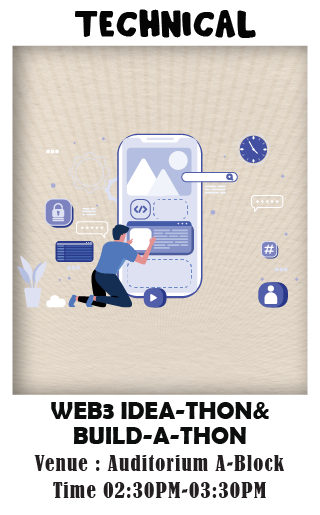 TECHNICAL
</>
#
WEB3 IDEA-THON&
BUILD-A-THON
Venue : Auditorium A-Block
Time 02:30PM-03:30PM